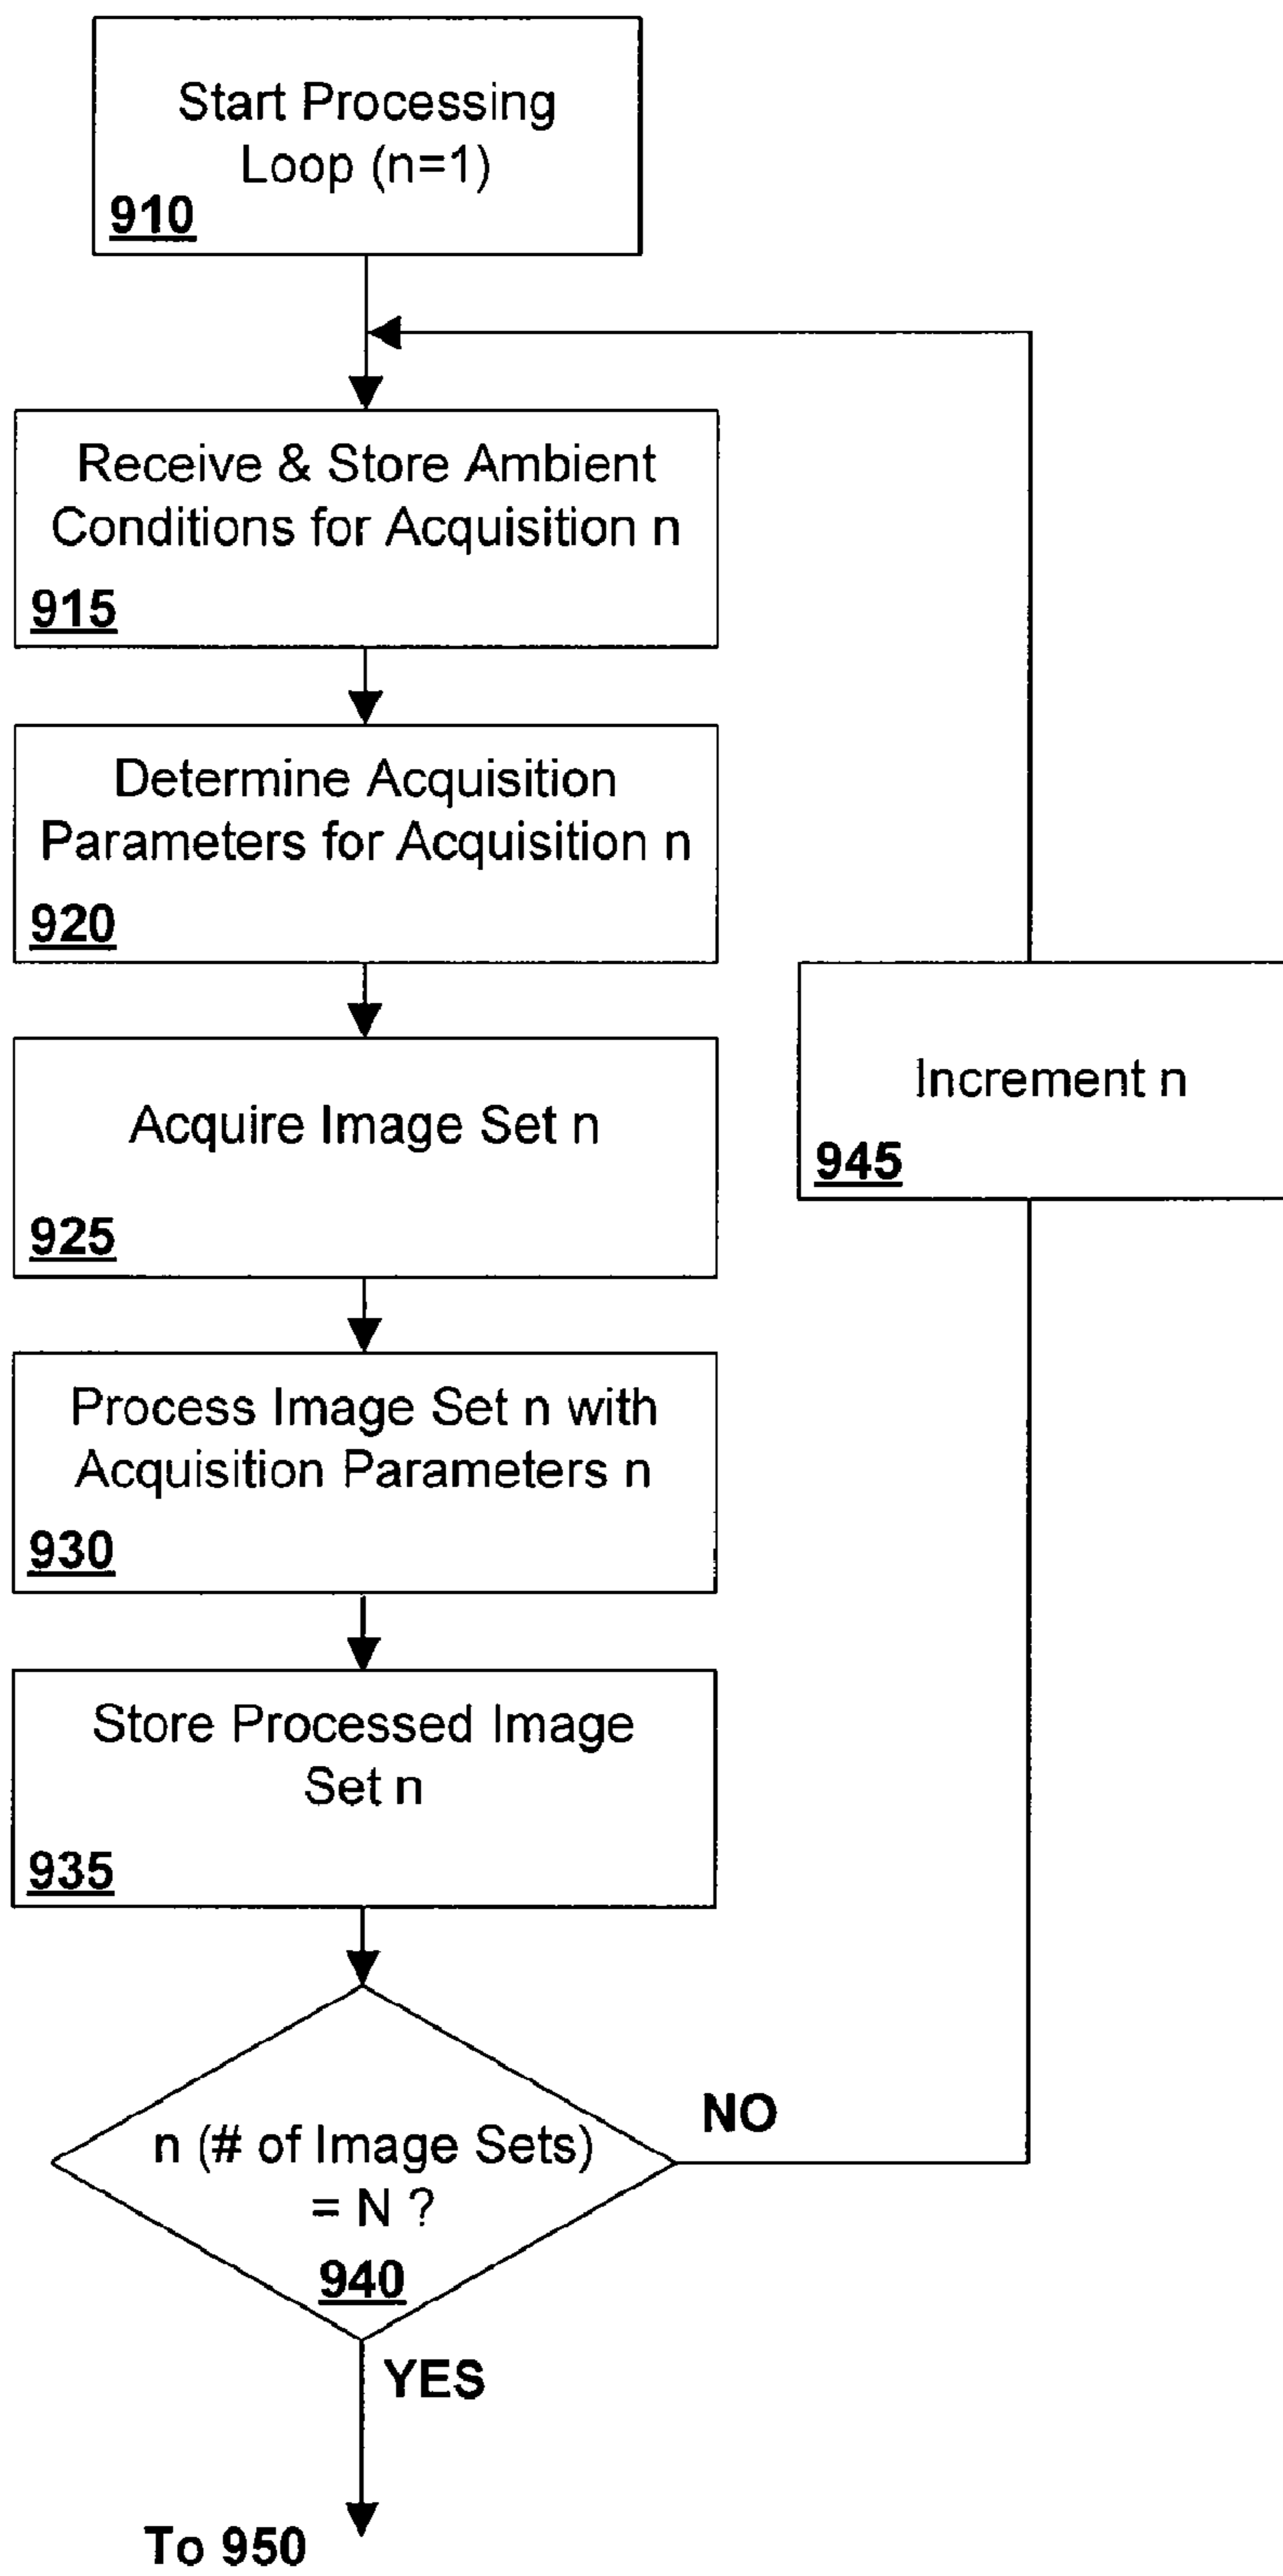 Start Processing
Loop (n=1)
910
Receive & Store Ambient
Conditions for Acquisition n
915
Determine Acquisition
Parameters for Acquisition n
920
Acquire Image Set n
925
Increment n
945
Process Image Set n with
Acquisition Parameters n
930
Store Processed Image
Set n
935
n (# of Image Sets)
= N ?
940
NO
YES
To 950